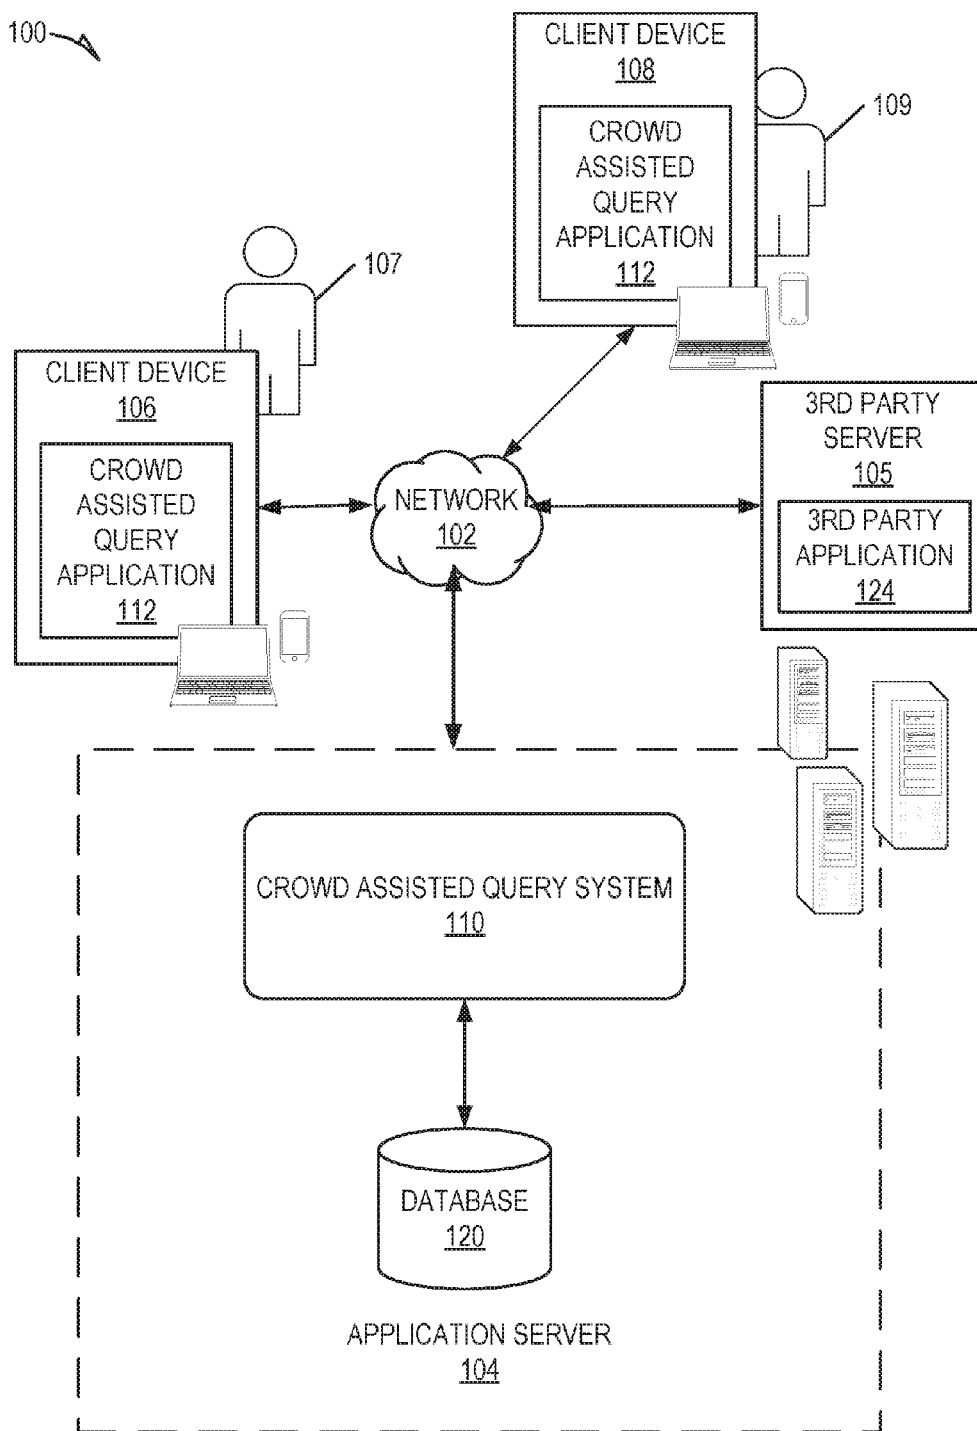 100
CLIENT DEVICE
108
CROWD
ASSISTED
QUERY
APPLICATION
112
109
107
CLIENT DEVICE
106
CROWD
ASSISTED
QUERY
APPLICATION
112
NETWORK
102
3RD PARTY
SERVER
105
3RD PARTY
APPLICATION
124
CROWD ASSISTED QUERY SYSTEM
110
DATABASE
120
APPLICATION SERVER
104